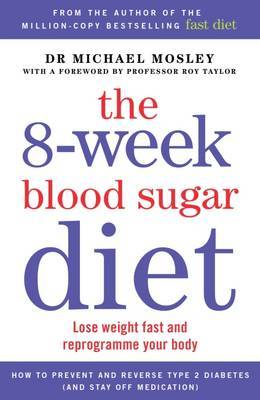 FROM THE AUTHOR OF THE
MILLION-COPY BESTSELLING fast diet
DR MICHAEL MOSLEY
WITH A FOREWORD BY PROFESSOR ROY TAYLOR
the
8-week
blood sugar
diet
Lose weight fast and
reprogramme your body
HOW TO PREVENT AND REVERSE TYPE 2 DIABETES
(AND STAY OFF MEDICATION)